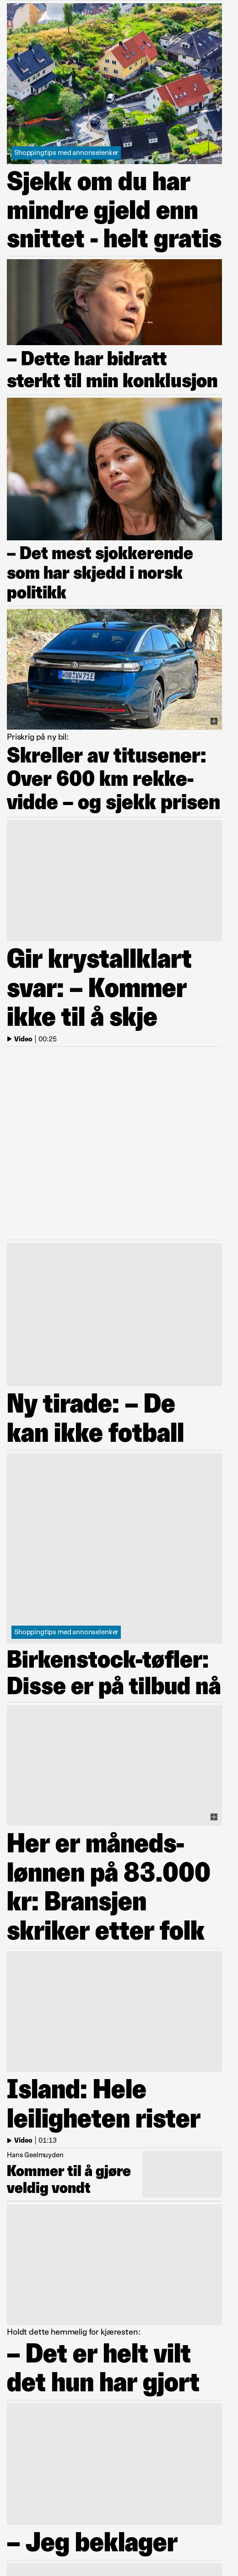 Shoppingtips med annonselenker
Sjekk om du har
mindre gjeld enn
snittet - helt gratis
– Dette har bidratt
sterkt til min konklusjon
– Det mest sjokkerende
som har skjedd i norsk
politikk
Priskrig på ny bil:
Skreller av titusener:
Over 600 km rekke-
vidde – og sjekk prisen
Gir krystallklart
svar: – Kommer
ikke til å skje
Video | 00:25
Ny tirade: – De
kan ikke fotball
Shoppingtips med annonselenker
Birkenstock-tøfler:
Disse er på tilbud nå
Her er måneds-
lønnen på 83.000
kr: Bransjen
skriker etter folk
Island: Hele
leiligheten rister
Video | 01:13
Hans Geelmuyden
Kommer til å gjøre
veldig vondt
Holdt dette hemmelig for kjæresten:
– Det er helt vilt
det hun har gjort
– Jeg beklager